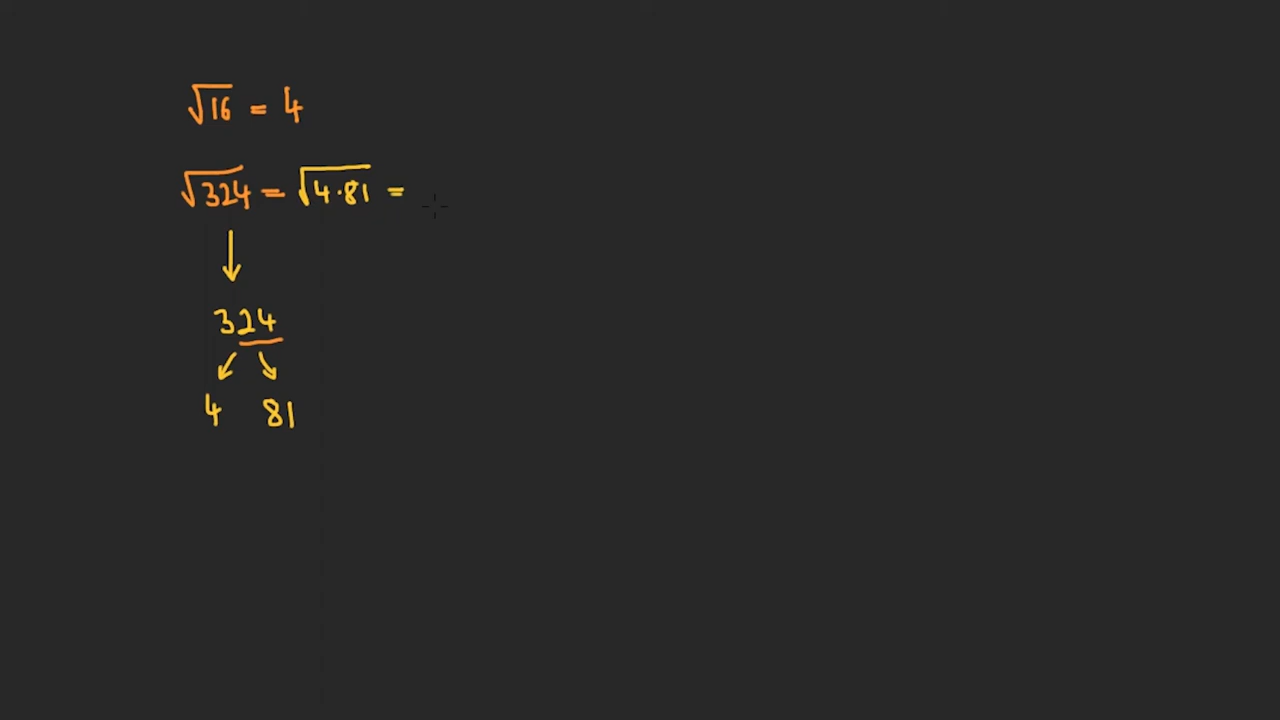 √16 = 4
√324 = √4·81 =
324
4 81